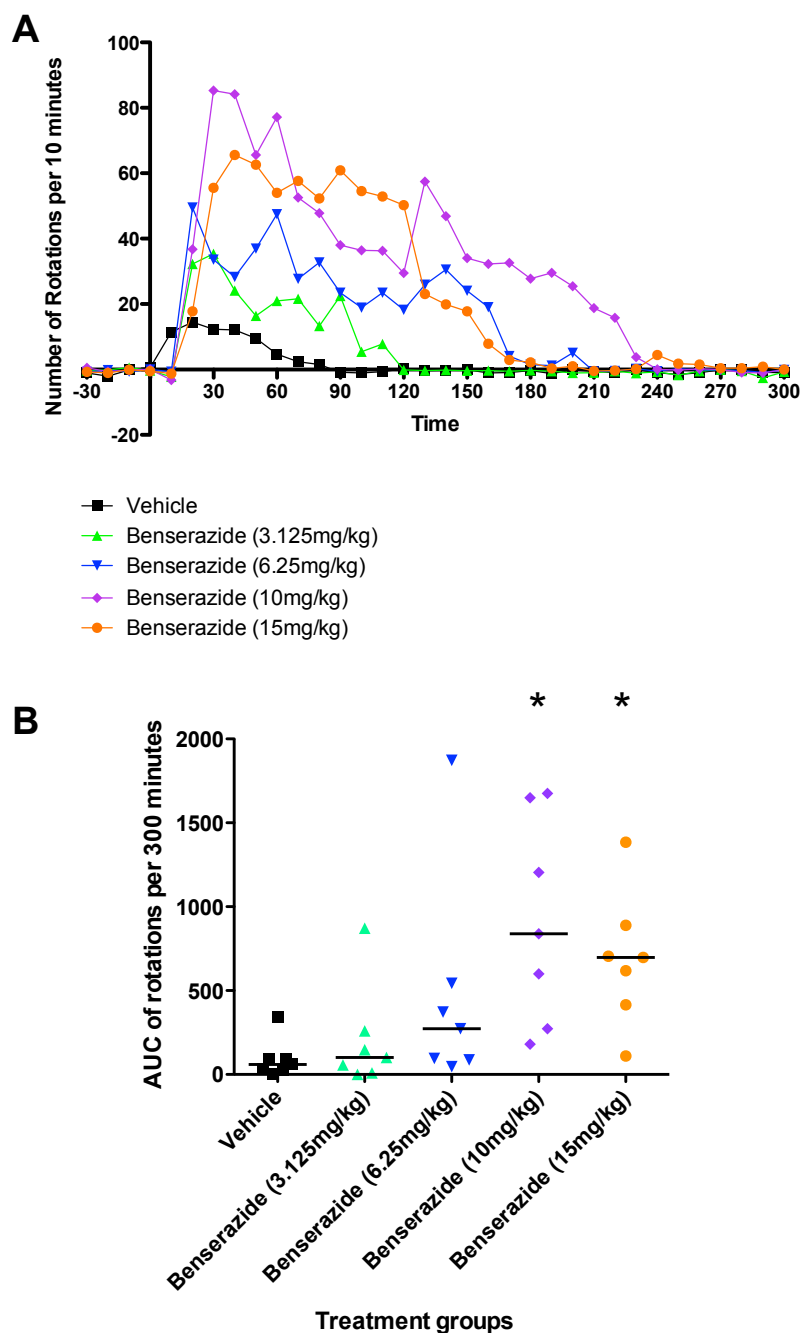 A
Number of Rotations per 10 minutes
100
80
60
40
20
-20
-30
30
60
90
120
150
180
210
240
270
300
Time
Vehicle
Benserazide (3.125mg/kg)
Benserazide (6.25mg/kg)
Benserazide (10mg/kg)
Benserazide (15mg/kg)
B
* *
AUC of rotations per 300 minutes
2000
1500
1000
500
0
Vehicle
Benserazide (3.125mg/kg)
Benserazide (6.25mg/kg)
Benserazide (10mg/kg)
Benserazide (15mg/kg)
Treatment groups